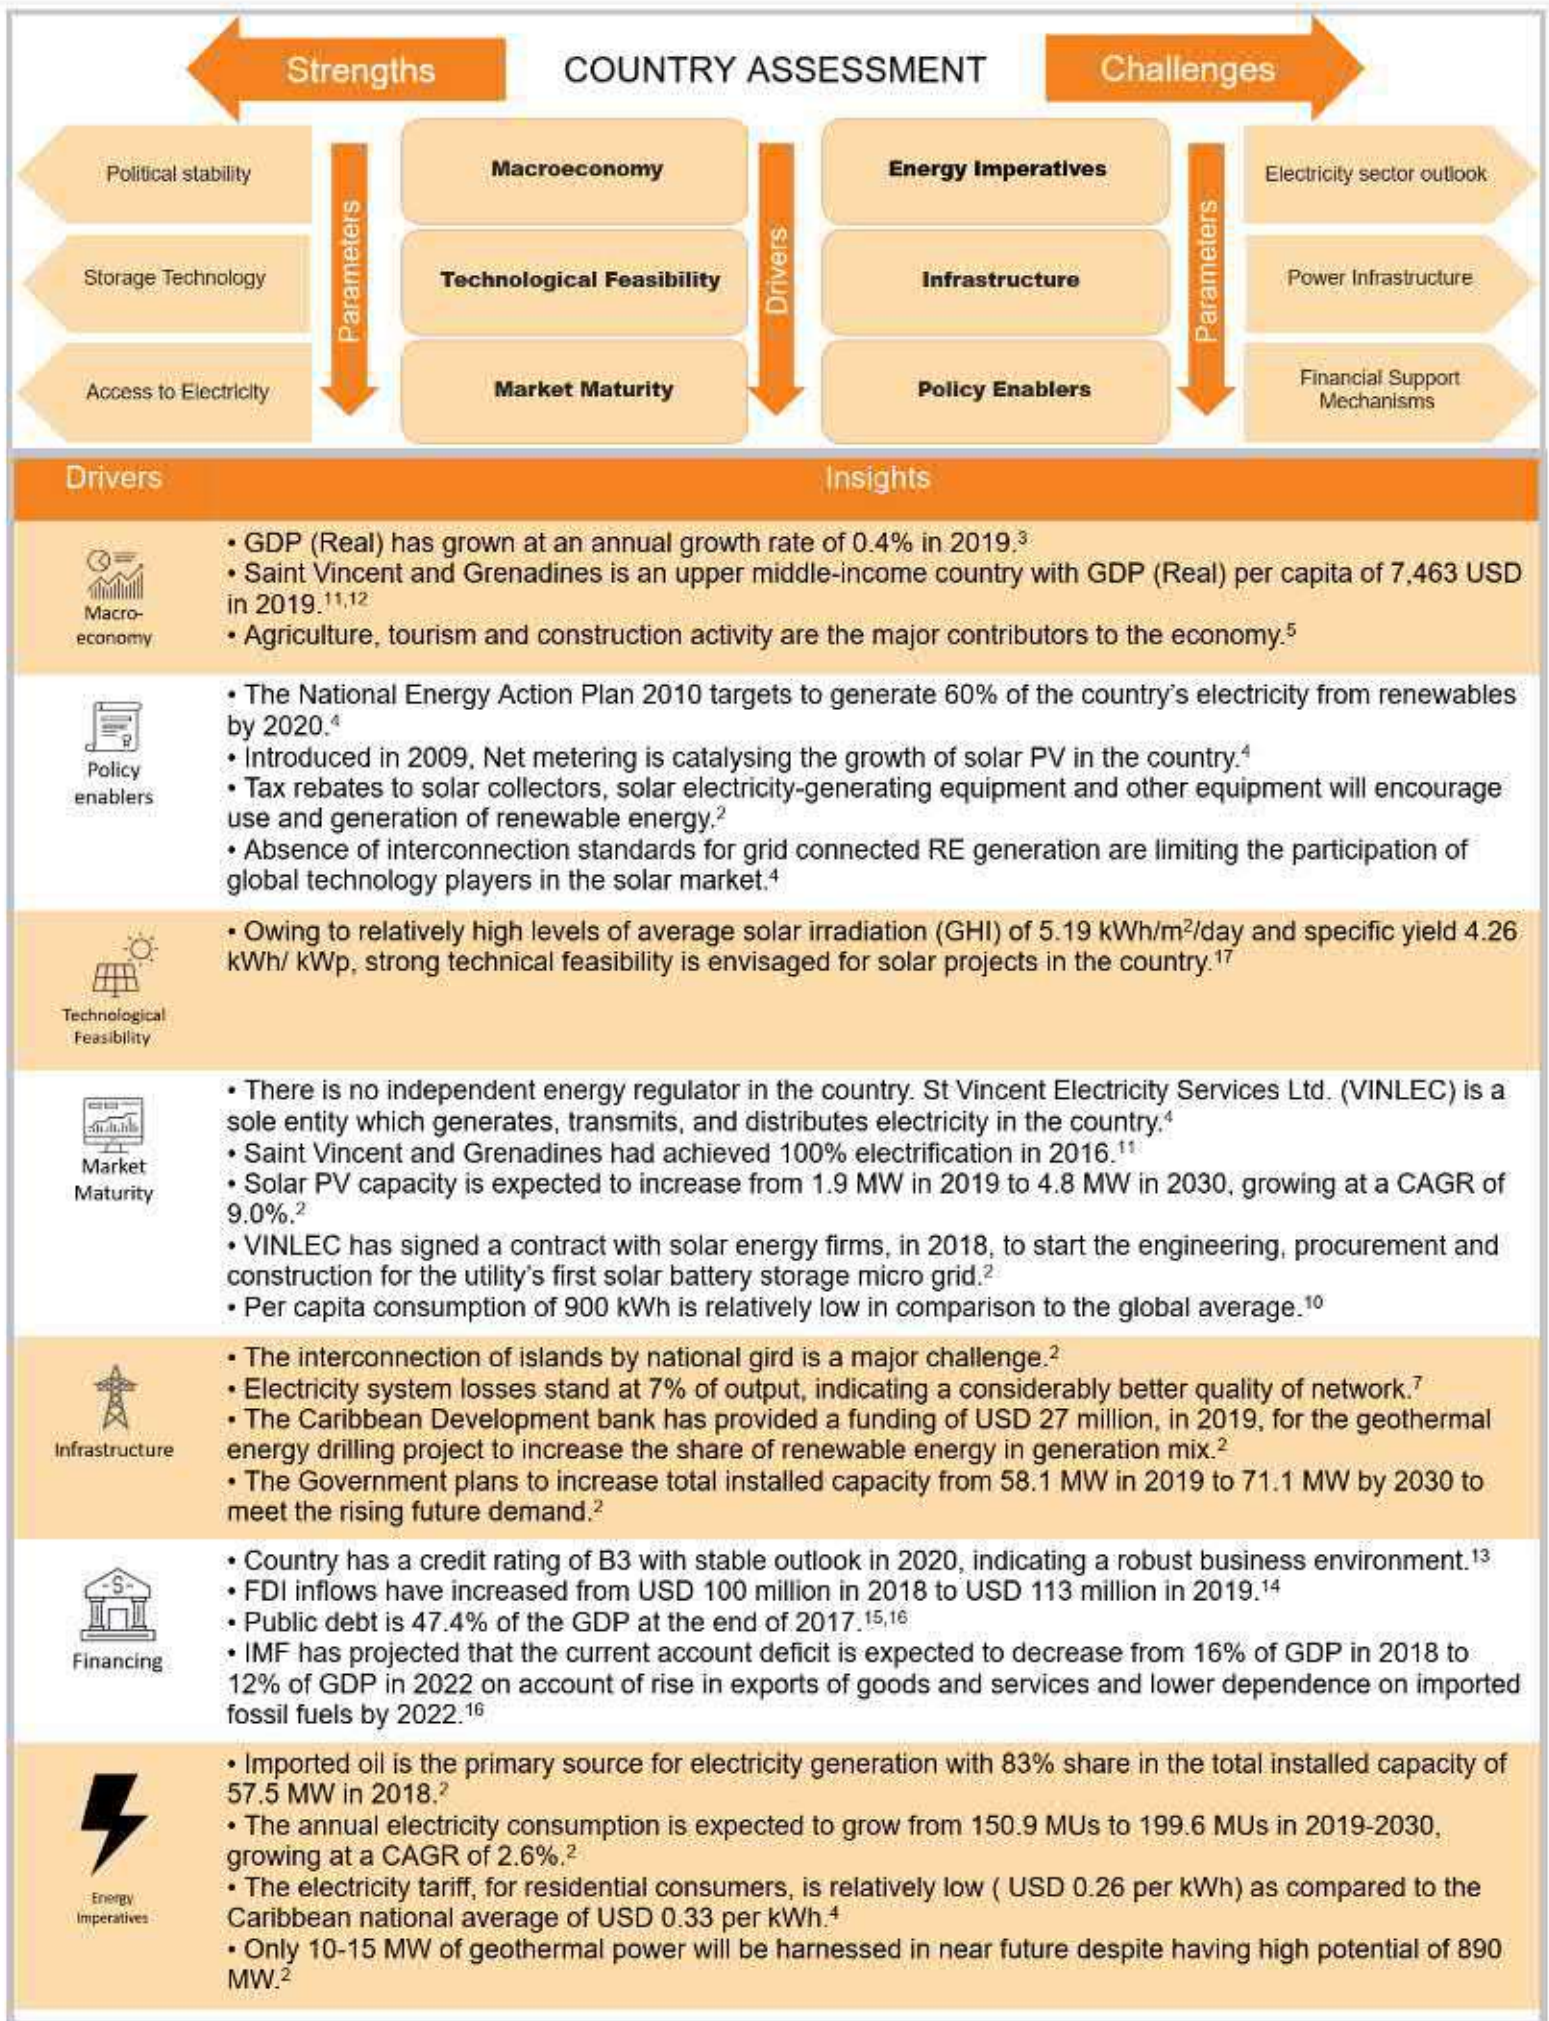 Strengths
COUNTRY ASSESSMENT
Challenges
Political stability
Storage Technology
Access to Electricity
Parameters
Macroeconomy
Technological Feasibility
Market Maturity
Drivers
Energy Imperatives
Infrastructure
Policy Enablers
Parameters
Electricity sector outlook
Power Infrastructure
Financial Support
Mechanisms
Drivers
Insights
Macro-
economy
• GDP (Real) has grown at an annual growth rate of 0.4% in 2019.³
• Saint Vincent and Grenadines is an upper middle-income country with GDP (Real) per capita of 7,463 USD
in 2019.¹¹,¹²
• Agriculture, tourism and construction activity are the major contributors to the economy.⁵
Policy
enablers
• The National Energy Action Plan 2010 targets to generate 60% of the country's electricity from renewables
by 2020.⁴
• Introduced in 2009, Net metering is catalysing the growth of solar PV in the country.⁴
• Tax rebates to solar collectors, solar electricity-generating equipment and other equipment will encourage
use and generation of renewable energy.²
• Absence of interconnection standards for grid connected RE generation are limiting the participation of
global technology players in the solar market.⁴
Technological
Feasibility
• Owing to relatively high levels of average solar irradiation (GHI) of 5.19 kWh/m²/day and specific yield 4.26
kWh/ kWp, strong technical feasibility is envisaged for solar projects in the country.¹⁷
Market
Maturity
• There is no independent energy regulator in the country. St Vincent Electricity Services Ltd. (VINLEC) is a
sole entity which generates, transmits, and distributes electricity in the country.⁴
• Saint Vincent and Grenadines had achieved 100% electrification in 2016.¹¹
• Solar PV capacity is expected to increase from 1.9 MW in 2019 to 4.8 MW in 2030, growing at a CAGR of
9.0%.²
• VINLEC has signed a contract with solar energy firms, in 2018, to start the engineering, procurement and
construction for the utility's first solar battery storage micro grid.²
• Per capita consumption of 900 kWh is relatively low in comparison to the global average.¹⁰
Infrastructure
• The interconnection of islands by national gird is a major challenge.²
• Electricity system losses stand at 7% of output, indicating a considerably better quality of network.⁷
• The Caribbean Development bank has provided a funding of USD 27 million, in 2019, for the geothermal
energy drilling project to increase the share of renewable energy in generation mix.²
• The Government plans to increase total installed capacity from 58.1 MW in 2019 to 71.1 MW by 2030 to
meet the rising future demand.²
-S-
Financing
• Country has a credit rating of B3 with stable outlook in 2020, indicating a robust business environment.¹³
• FDI inflows have increased from USD 100 million in 2018 to USD 113 million in 2019.¹⁴
• Public debt is 47.4% of the GDP at the end of 2017.¹⁵,¹⁶
• IMF has projected that the current account deficit is expected to decrease from 16% of GDP in 2018 to
12% of GDP in 2022 on account of rise in exports of goods and services and lower dependence on imported
fossil fuels by 2022.¹⁶
Energy
Imperatives
• Imported oil is the primary source for electricity generation with 83% share in the total installed capacity of
57.5 MW in 2018.²
• The annual electricity consumption is expected to grow from 150.9 MUs to 199.6 MUs in 2019-2030,
growing at a CAGR of 2.6%.²
• The electricity tariff, for residential consumers, is relatively low ( USD 0.26 per kWh) as compared to the
Caribbean national average of USD 0.33 per kWh.⁴
• Only 10-15 MW of geothermal power will be harnessed in near future despite having high potential of 890
MW.²